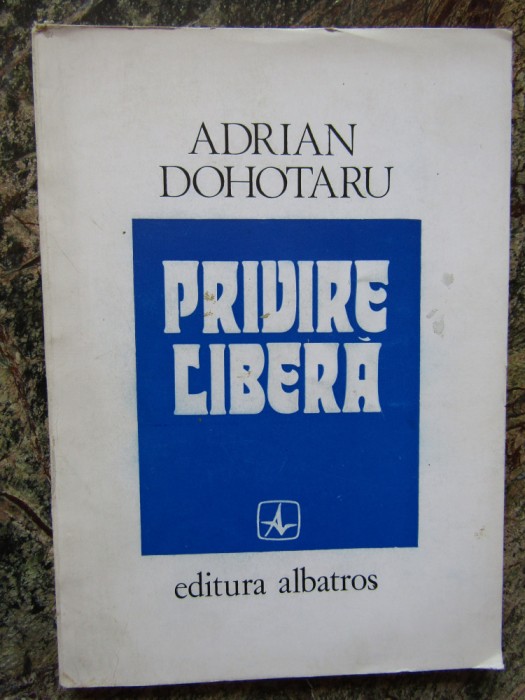 ADRIAN
DOHOTARU
PRIVIRE
LIBERĂ
editura albatros